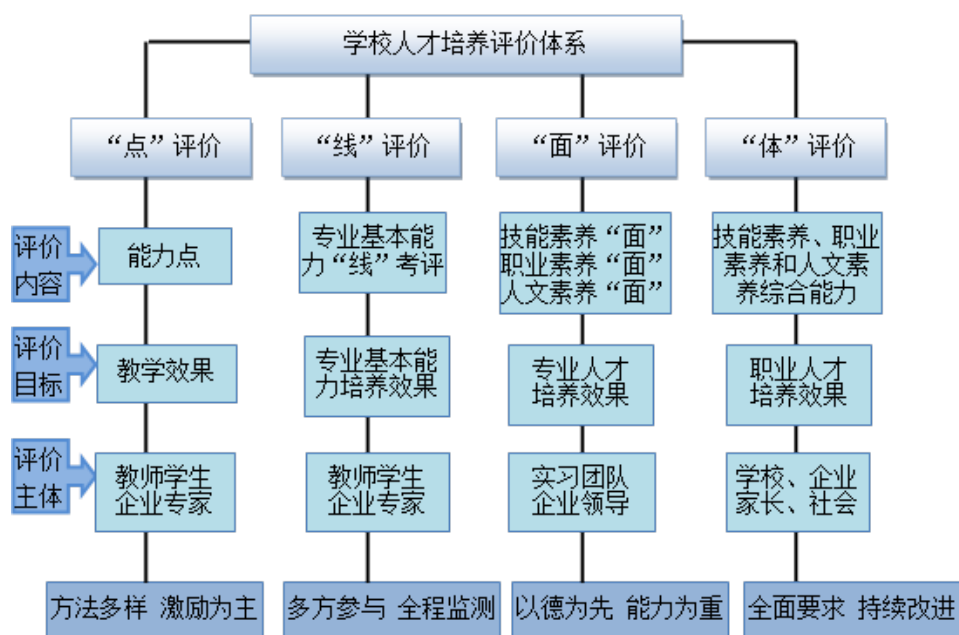 学校人才培养评价体系
“点”评价
“线”评价
“面”评价
“体”评价
评价
内容
能力点
专业基本能
力“线”考评
技能素养“面”
职业素养“面”
人文素养“面”
技能素养、职业
素养和人文素
养综合能力
评价
目标
教学效果
专业基本能
力培养效果
专业人才
培养效果
职业人才
培养效果
评价
主体
教师学生
企业专家
教师学生
企业专家
实习团队
企业领导
学校、企业
家长、社会
方法多样 激励为主
多方参与 全程监测
以德为先 能力为重
全面要求 持续改进